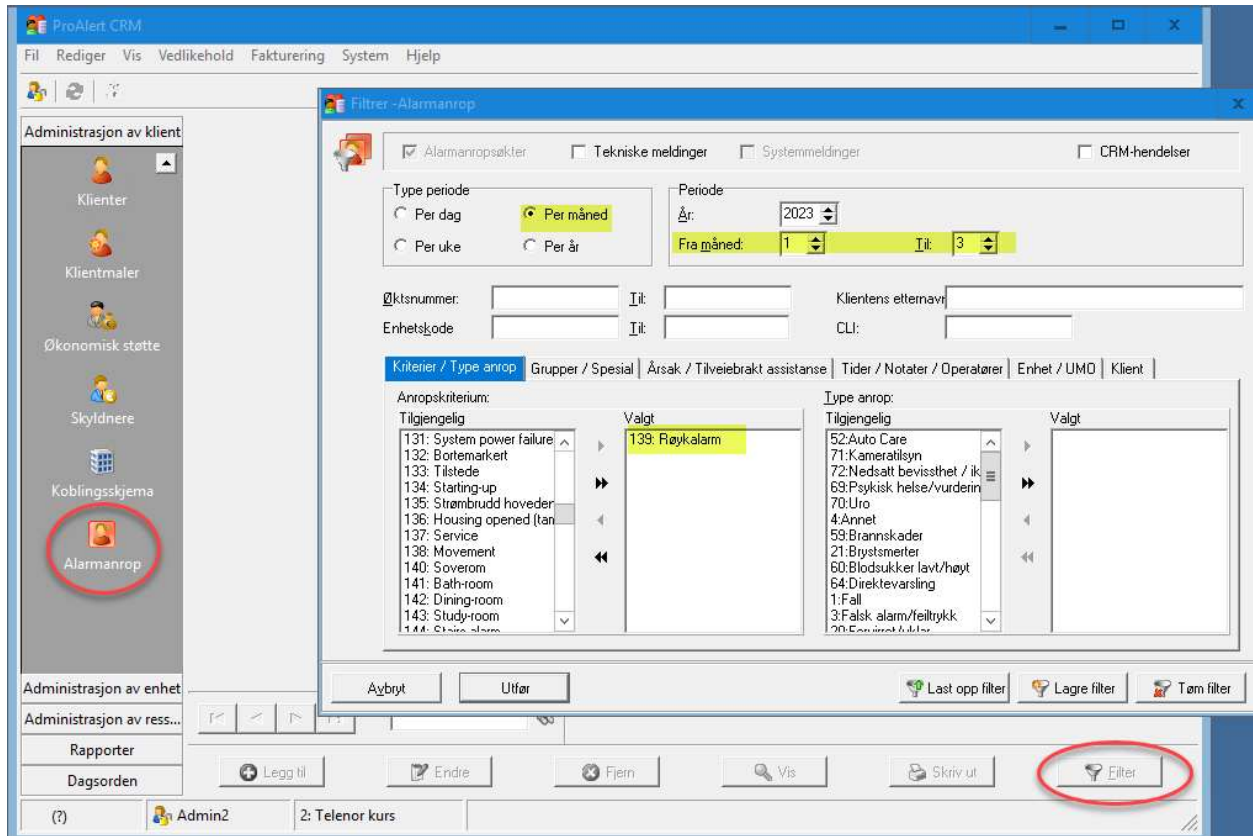 ProAlert CRM
Fil Rediger Vis Vedlikehold Fakturering System Hjelp
Filtrer -Alarmanrop
Administrasjon av klient
Klienter
Klientmaler
Økonomisk støtte
Skyldnere
Koblingsskjema
Alarmanrop
Administrasjon av enhet
Administrasjon av ress...
Rapporter
Dagsorden
Alarmanropsøkter Tekniske meldinger Systemmeldinger CRM-hendelser
Type periode
Per dag Per måned
Per uke Per år
Periode
År: 2023
Fra måned: 1 Til: 3
Øktsnummer: Til: Klientens etternavn
Enhetskode Til: CLI:
Kriterier / Type anrop Grupper / Spesial Årsak / Tilveiebrakt assistanse Tider / Notater / Operatører Enhet / UMO Klient
Anropskriterium:
Tilgjengelig
131: System power failure
132: Bortemarkert
133: Tilstede
134: Starting-up
135: Strømbrudd hoveden
136: Housing opened (tan
137: Service
138: Movement
140: Soverom
141: Bath-room
142: Dining-room
143: Study-room
144: Stairs alarm
Valgt
139: Røykalarm
Type anrop:
Tilgjengelig
52:Auto Care
71:Kameratilsyn
72:Nedsatt bevissthet / ik
69:Psykisk helse/vurderin
70:Uro
4:Annet
59:Brannskader
21:Brystsmerter
60:Blodsukker lavt/høyt
64:Direktevarsling
1:Fall
3:Falsk alarm/feiltrykk
20:Forvirret/uklar
Valgt
Avbryt Utfør Last opp filter Lagre filter Tøm filter
Legg til Endre Fjern Vis Skriv ut Filter
(?) Admin2 2: Telenor kurs